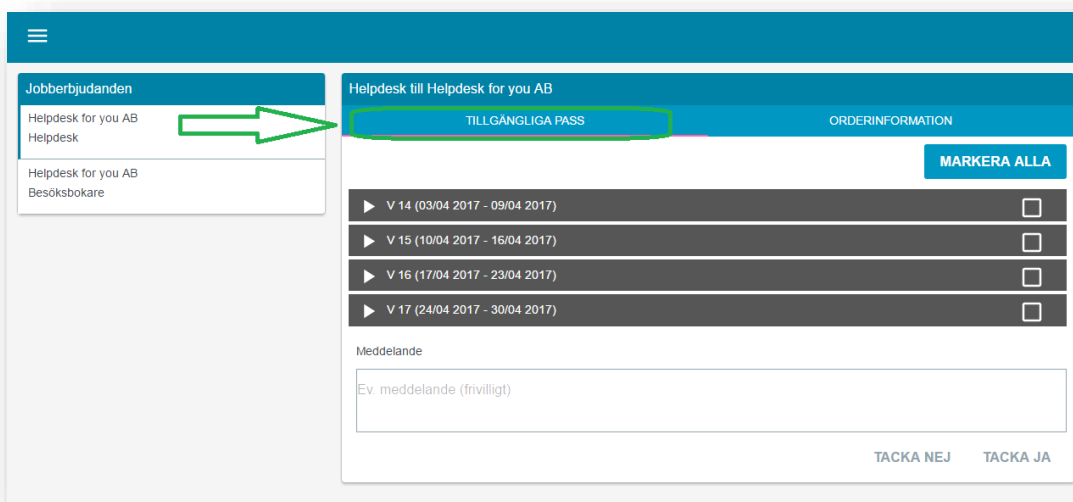 Jobberbjudanden
Helpdesk for you AB
Helpdesk
Helpdesk for you AB
Besöksbokare
Helpdesk till Helpdesk for you AB
TILLGÄNGLIGA PASS
ORDERINFORMATION
MARKERA ALLA
V 14 (03/04 2017 - 09/04 2017)
V 15 (10/04 2017 - 16/04 2017)
V 16 (17/04 2017 - 23/04 2017)
V 17 (24/04 2017 - 30/04 2017)
Meddelande
Ev. meddelande (frivilligt)
TACKA NEJ
TACKA JA